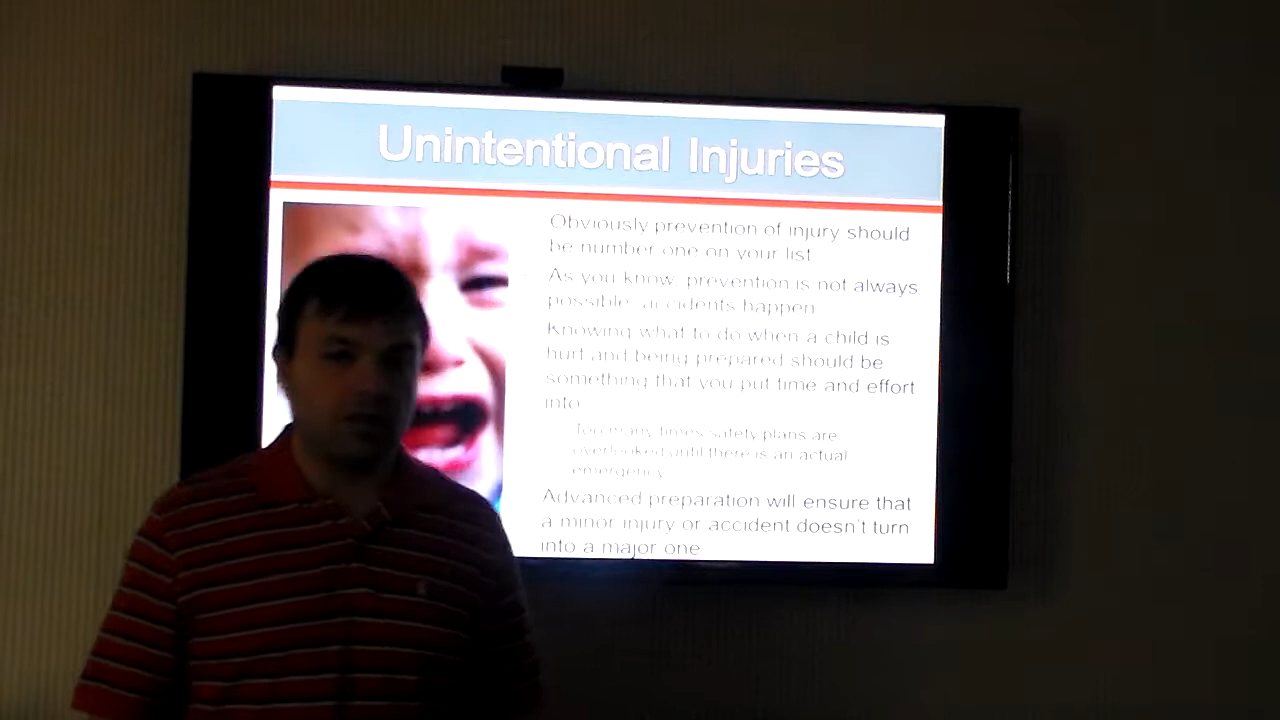 Unintentional Injuries
Obviously prevention of injury should
be number one on your list
As you know, prevention is not always
possible, accidents happen
Knowing what to do when a child is
hurt and being prepared should be
something that you put time and effort
into
Too many times safety plans are
overlooked until there is an actual
emergency
Advanced preparation will ensure that
a minor injury or accident doesn't turn
into a major one